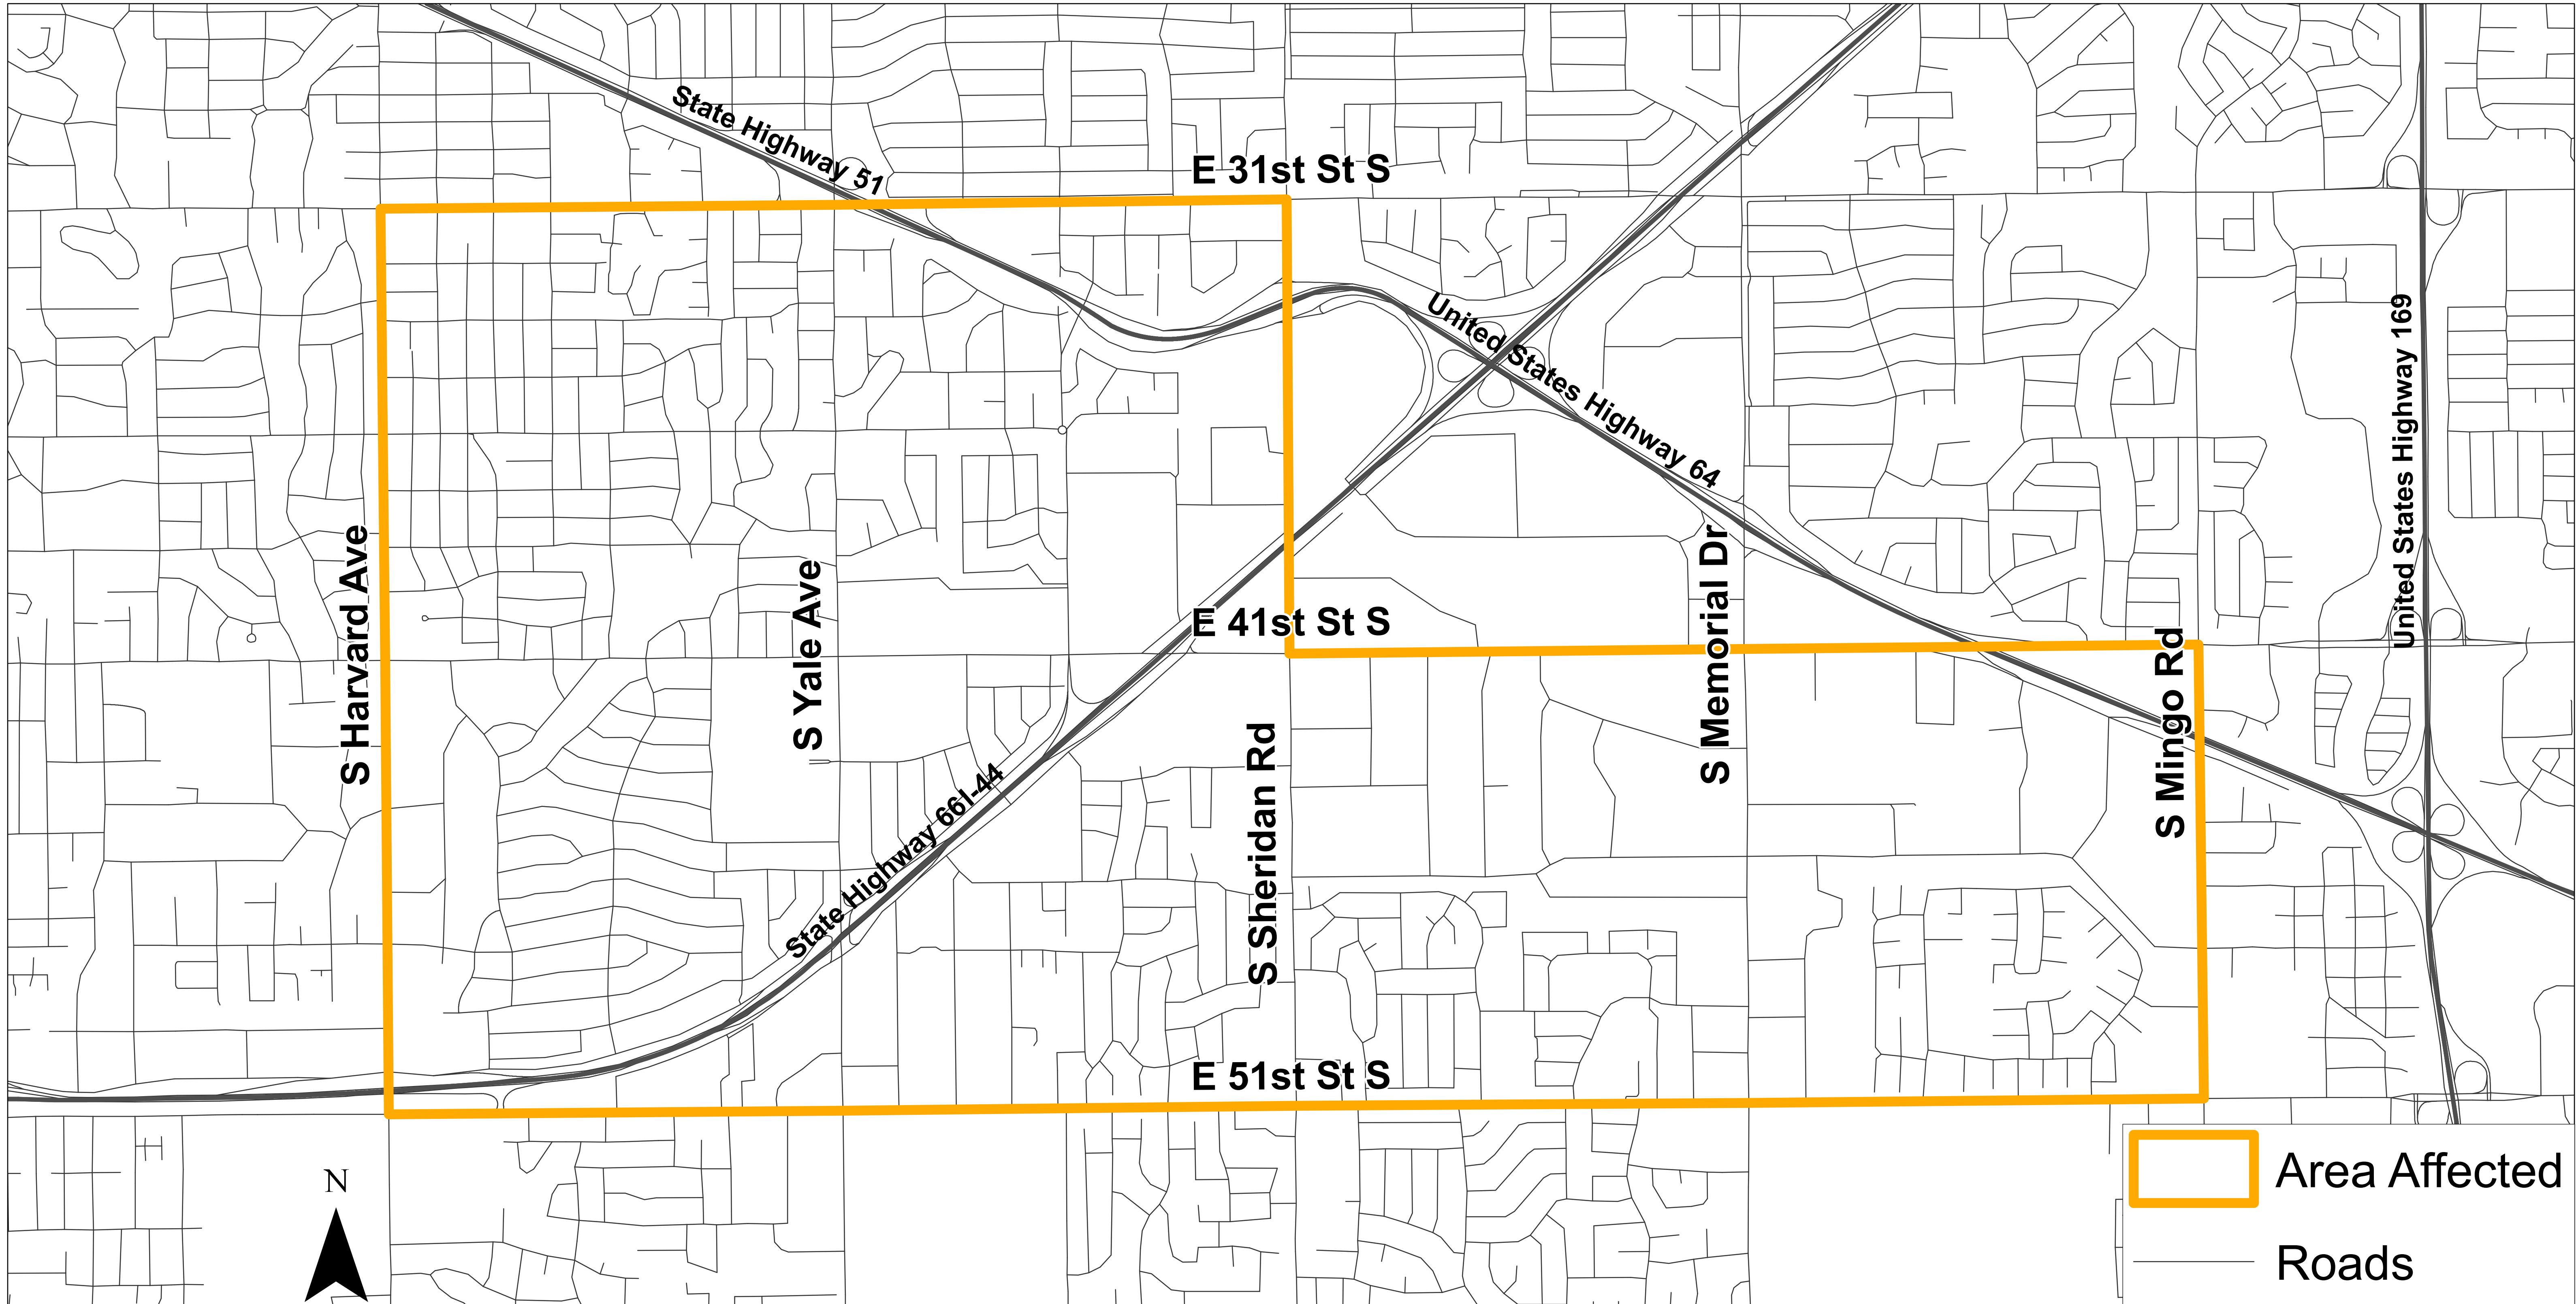 State Highway 51
E 31st St S
United States Highway 64
United States Highway 169
S Harvard Ave
S Yale Ave
E 41st St S
S Memorial Dr
S Mingo Rd
S Sheridan Rd
State Highway 66I-44
E 51st St S
N
Area Affected
Roads